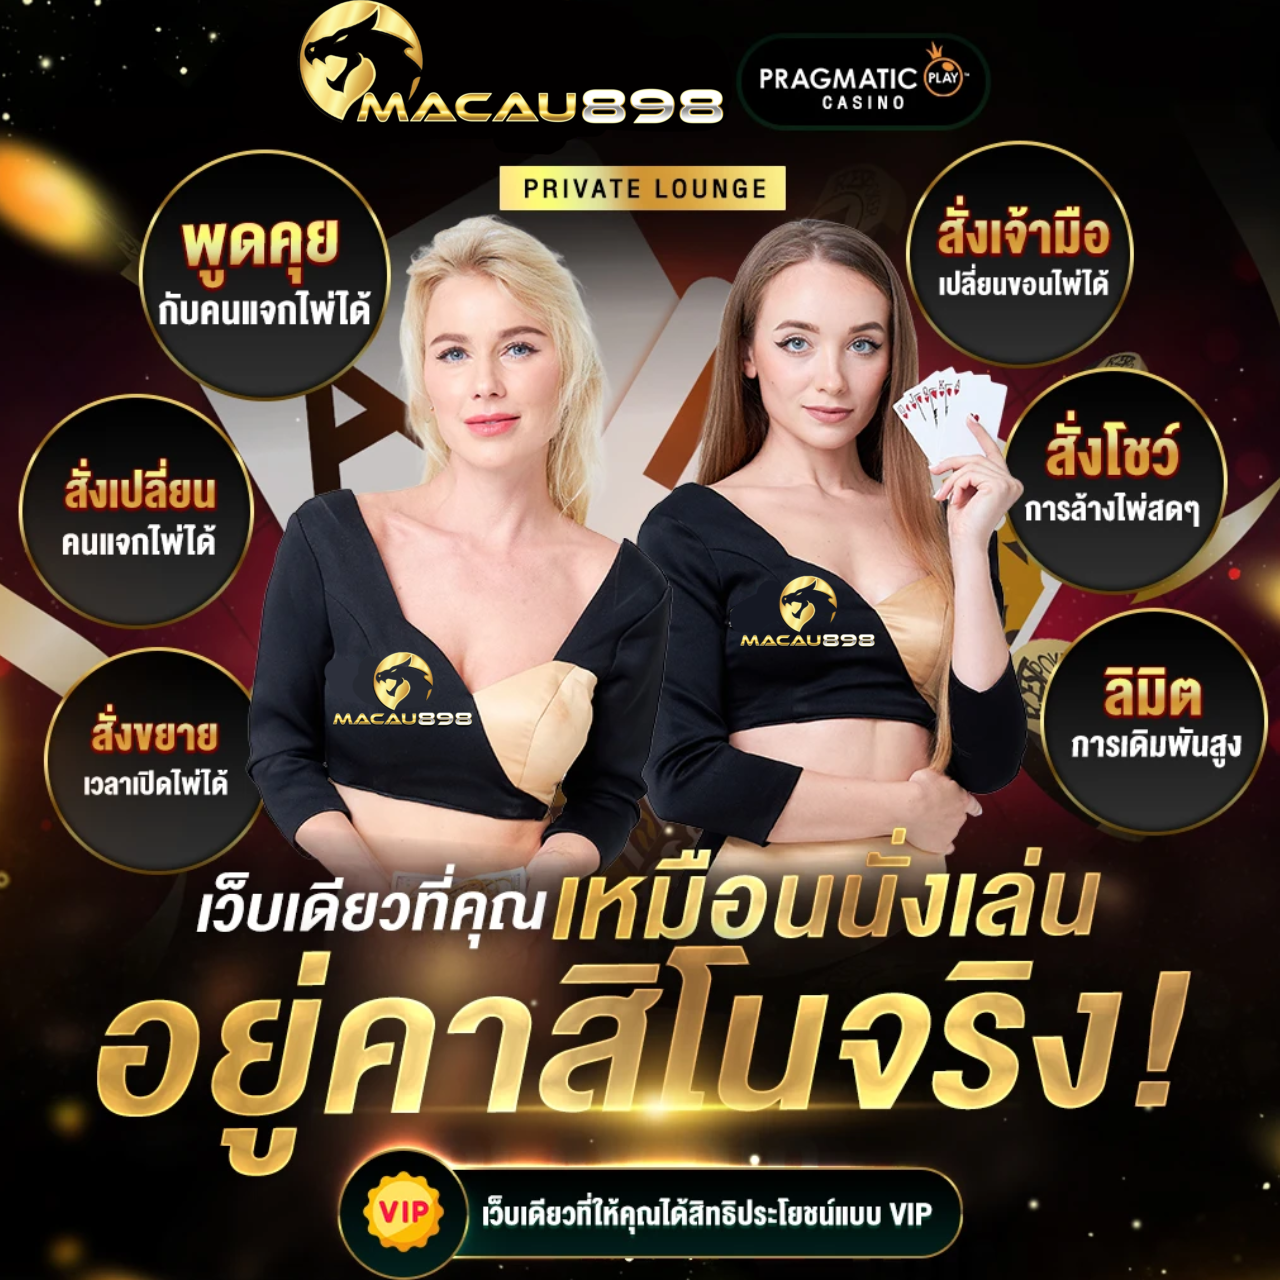 MACAU898
PRAGMATIC PLAY™
CASINO
PRIVATE LOUNGE
พูดคุย
กับคนแจกไพ่ได้
สั่งเจ้ามือ
เปลี่ยนขอนไพ่ได้
สั่งเปลี่ยน
คนแจกไพ่ได้
สั่งโชว์
การล้างไพ่สดๆ
สั่งขยาย
เวลาเปิดไพ่ได้
ลิมิต
การเดิมพันสูง
MACAU898
MACAU898
เว็บเดียวที่คุณ เหมือนนั่งเล่น
อยู่คาสิโนจริง!
VIP
เว็บเดียวที่ให้คุณได้สิทธิประโยชน์แบบ VIP